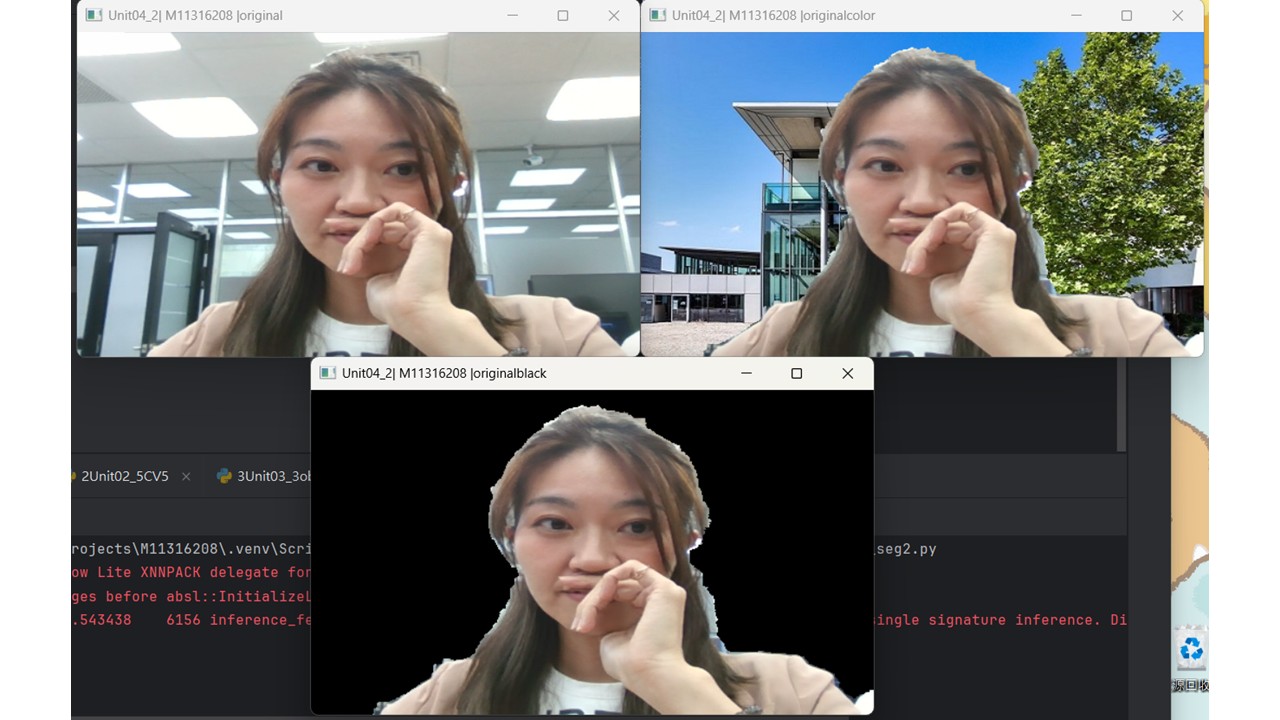 Unit04_2| M11316208 |original
Unit04_2| M11316208 |originalcolor
Unit04_2| M11316208 |originalblack
2Unit02_5CV5
3Unit03_3ob
rojects\M11316208\.venv\Scri
_seg2.py
ow Lite XNNPACK delegate for
ges before absl::InitializeL
.543438 6156 inference_fe
ingle signature inference. Di
源回收